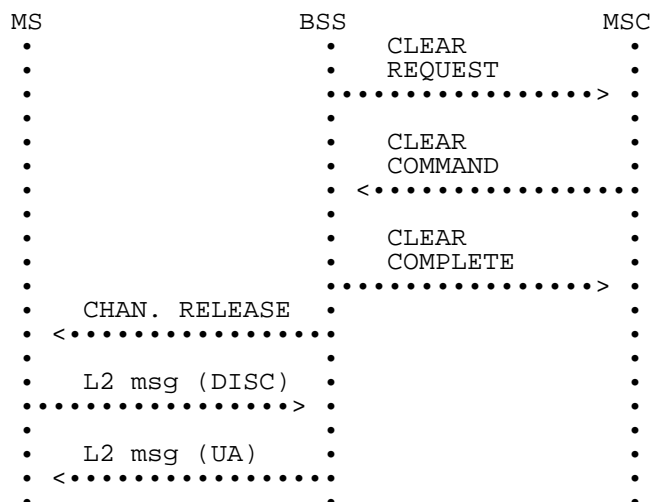 MS BSS MSC
CLEAR
REQUEST
CLEAR
COMMAND
CLEAR
COMPLETE
CHAN. RELEASE
L2 msg (DISC)
L2 msg (UA)